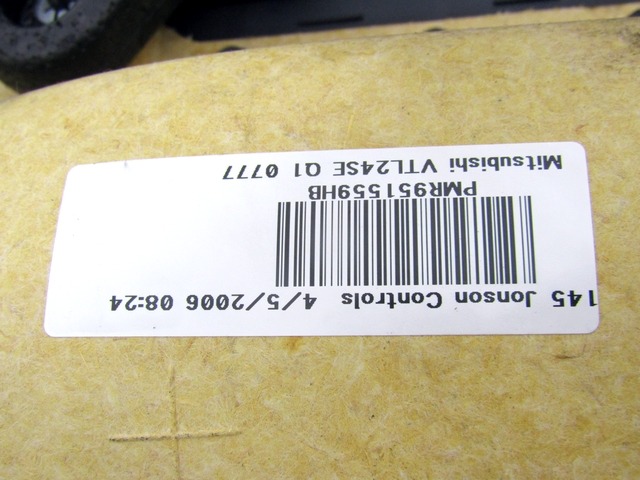 145 Jonson Controls 4/5/2006 08:24
PMR951559HB
Mitsubishi VTL24SE Q1 0777